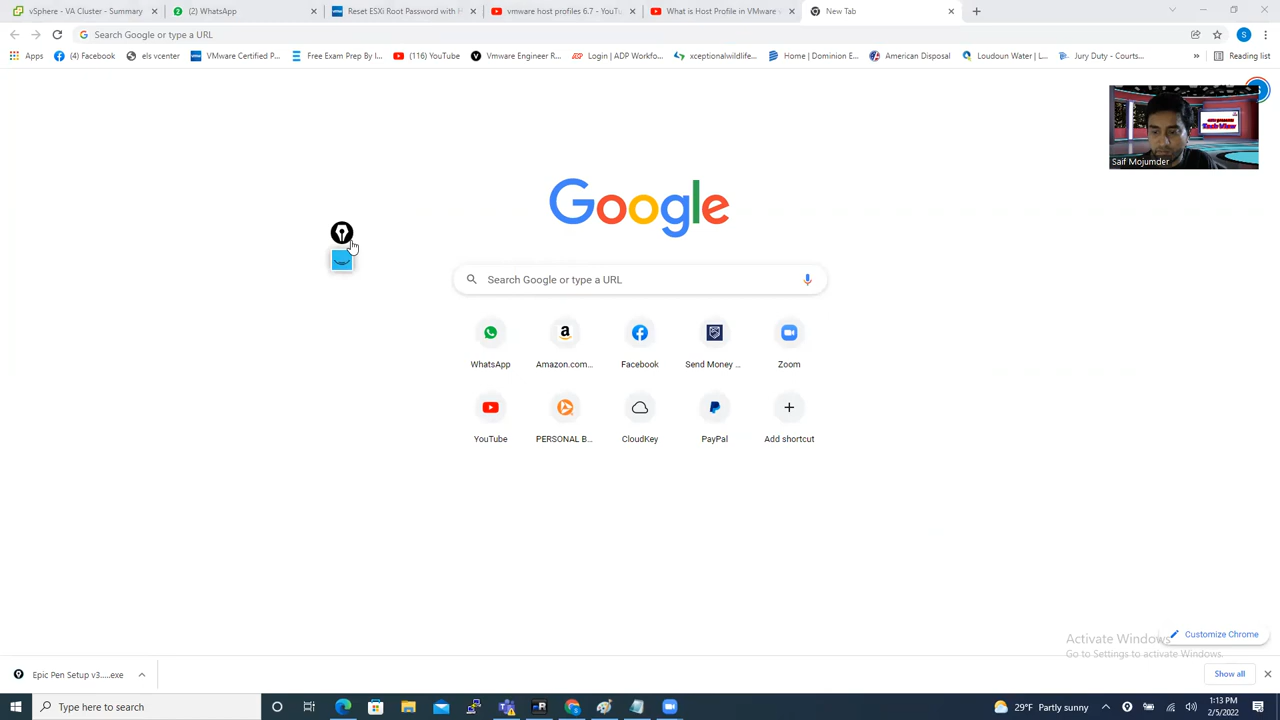 vSphere - VA Cluster - Summary
(2) WhatsApp
Reset ESXi Root Password with H
vmware host profiles 6.7 - YouTu
What is Host Profile in VMware v
New Tab
Search Google or type a URL
S
Apps
(4) Facebook
els vcenter
VMware Certified P...
Free Exam Prep By I...
(116) YouTube
Vmware Engineer R...
Login | ADP Workfo...
xceptionalwildlife...
Home | Dominion E...
American Disposal
Loudoun Water | L...
Jury Duty - Courts...
»
Reading list
Saif Mojumder
Google
Search Google or type a URL
WhatsApp
Amazon.com...
Facebook
Send Money ...
Zoom
YouTube
PERSONAL B...
CloudKey
PayPal
Add shortcut
Activate Windows
Go to Settings to activate Windows.
Customize Chrome
Epic Pen Setup v3.....exe
Show all
Type here to search
29°F Partly sunny
1:13 PM
2/5/2022